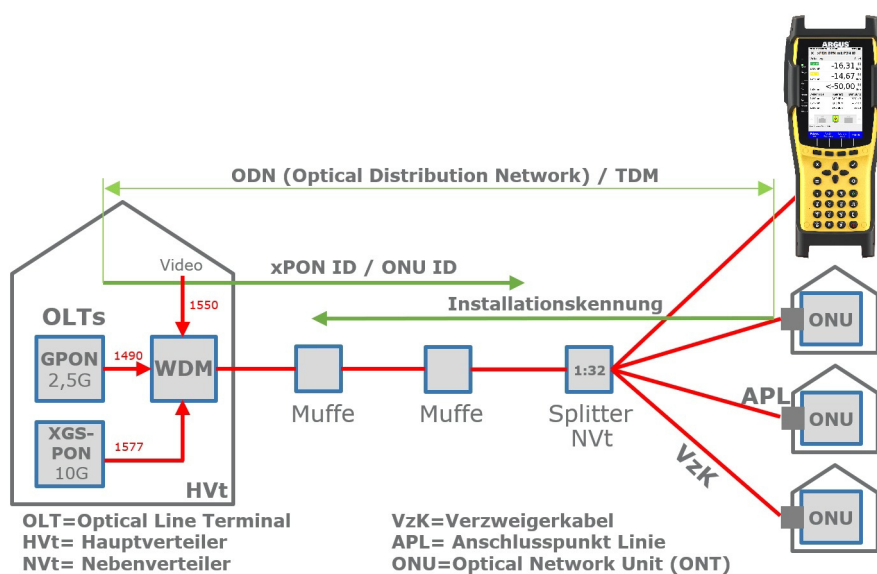 ARGUS
-16,31
-14,67
<-50,00
ODN (Optical Distribution Network) / TDM
Video
xPON ID / ONU ID
1550
Installationskennung
OLTs
GPON
2,5G
1490
WDM
1:32
ONU
Muffe
Muffe
Splitter
NVt
APL
ONU
XGS-
PON
10G
1577
VzK
HVt
ONU
OLT=Optical Line Terminal
HVt= Hauptverteiler
NVt= Nebenverteiler
VzK=Verzweigerkabel
APL= Anschlusspunkt Linie
ONU=Optical Network Unit (ONT)